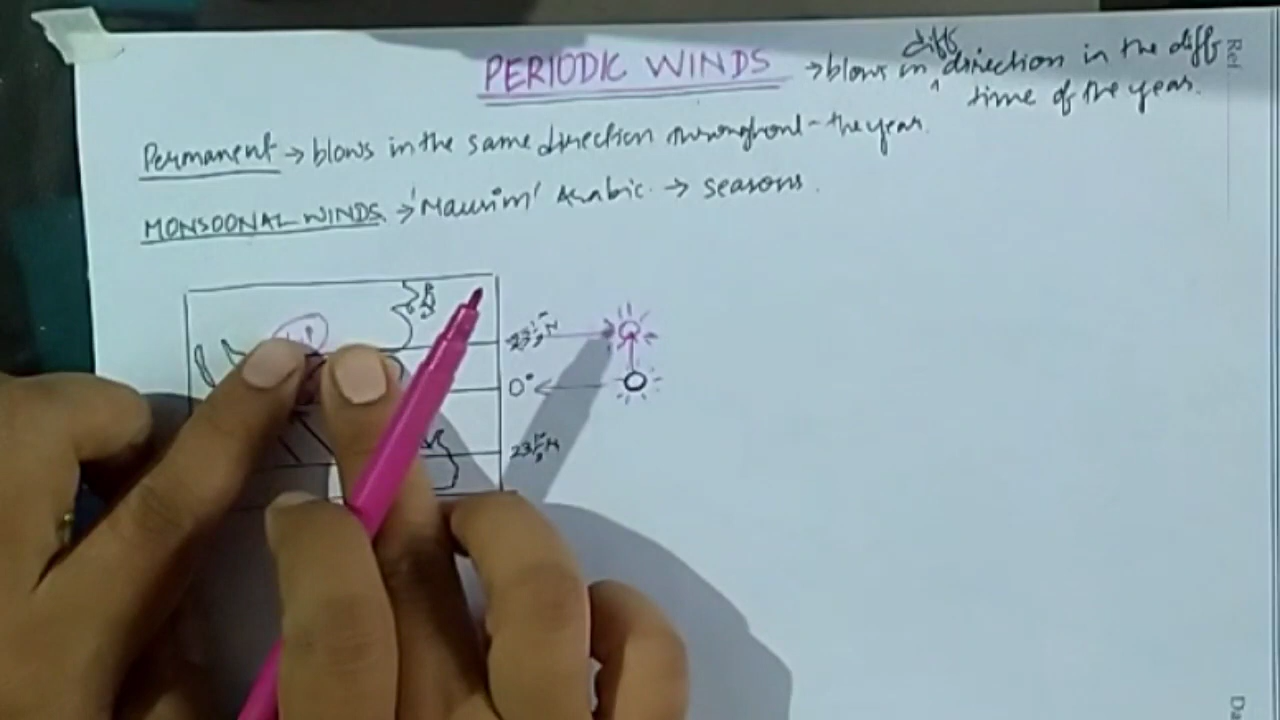 PERIODIC WINDS → blows in diff direction in the diff
time of the year.
Permanent → blows in the same direction throughout the year.
MONSOONAL WINDS → 'Mausim' Arabic → seasons.
23½° N
0°
23½° N